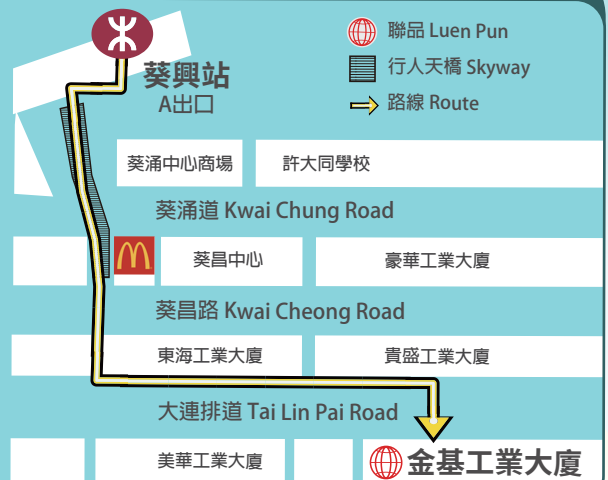 聯品 Luen Pun
行人天橋 Skyway
路線 Route
葵興站
A出口
葵涌中心商場
許大同學校
葵涌道 Kwai Chung Road
葵昌中心
豪華工業大廈
葵昌路 Kwai Cheong Road
東海工業大廈
貴盛工業大廈
大連排道 Tai Lin Pai Road
美華工業大廈
金基工業大廈